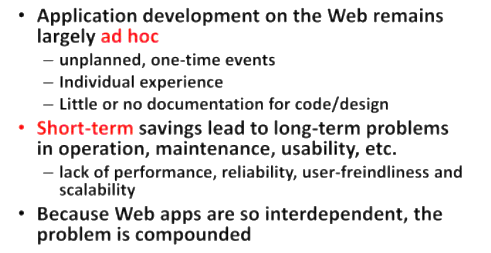 • Application development on the Web remains
largely ad hoc
– unplanned, one-time events
– Individual experience
– Little or no documentation for code/design
• Short-term savings lead to long-term problems
in operation, maintenance, usability, etc.
– lack of performance, reliability, user-freindliness and
scalability
• Because Web apps are so interdependent, the
problem is compounded